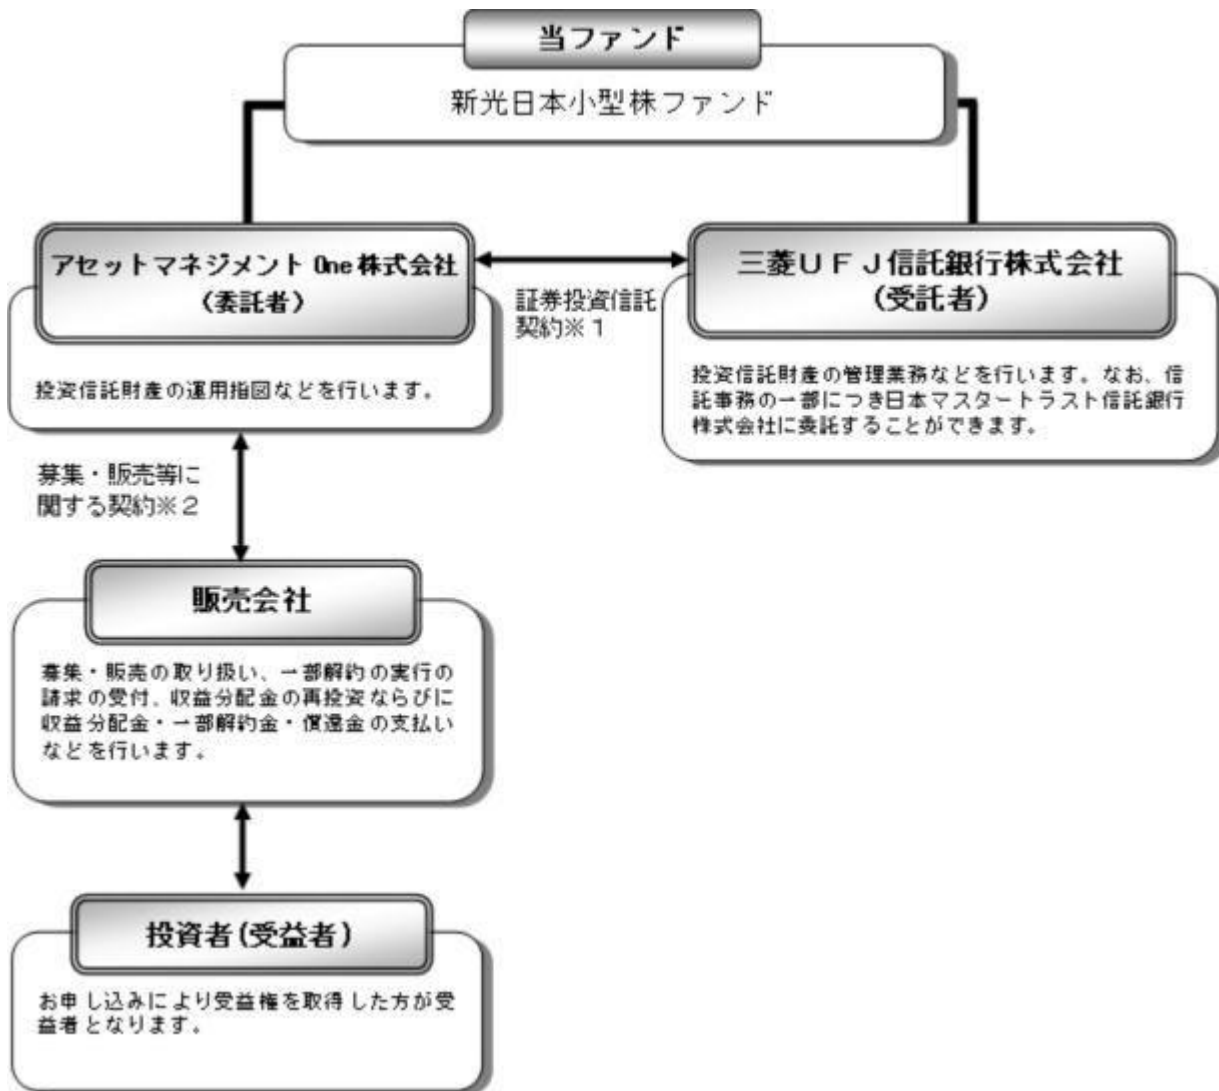 当ファンド
新光日本小型株ファンド
アセットマネジメントOne株式会社
（委託者）
投資信託財産の運用指図などを行います。
証券投資信託
契約※１
三菱ＵＦＪ信託銀行株式会社
(受託者)
投資信託財産の管理業務などを行います。なお、信
託事務の一部につき日本マスタートラスト信託銀行
株式会社に委託することができます。
募集・販売等に
関する契約※２
販売会社
募集・販売の取り扱い、一部解約の実行の
請求の受付、収益分配金の再投資ならびに
収益分配金・一部解約金・償還金の支払い
などを行います。
投資者(受益者)
お申し込みにより受益権を取得した方が受
益者となります。